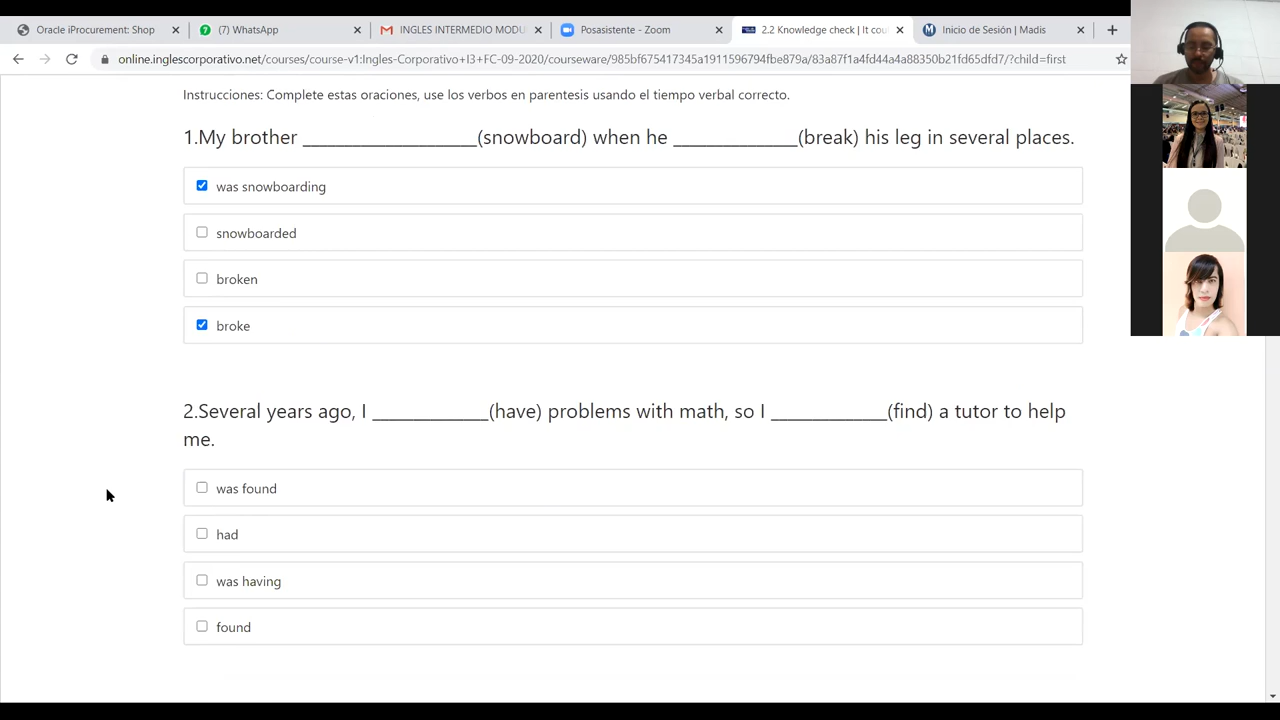 Oracle iProcurement: Shop
(7) WhatsApp
INGLES INTERMEDIO MODU
Posasistente - Zoom
2.2 Knowledge check | It cou
Inicio de Sesión | Madis
online.inglescorporativo.net/courses/course-v1:Ingles-Corporativo+I3+FC-09-2020/courseware/985bf675417345a1911596794fbe879a/83a87f1a4fd44a4a88350b21fd65dfd7/?child=first
Instrucciones: Complete estas oraciones, use los verbos en parentesis usando el tiempo verbal correcto.
1.My brother _________________(snowboard) when he ____________(break) his leg in several places.
was snowboarding
snowboarded
broken
broke
2.Several years ago, I ___________(have) problems with math, so I ___________(find) a tutor to help
me.
was found
had
was having
found